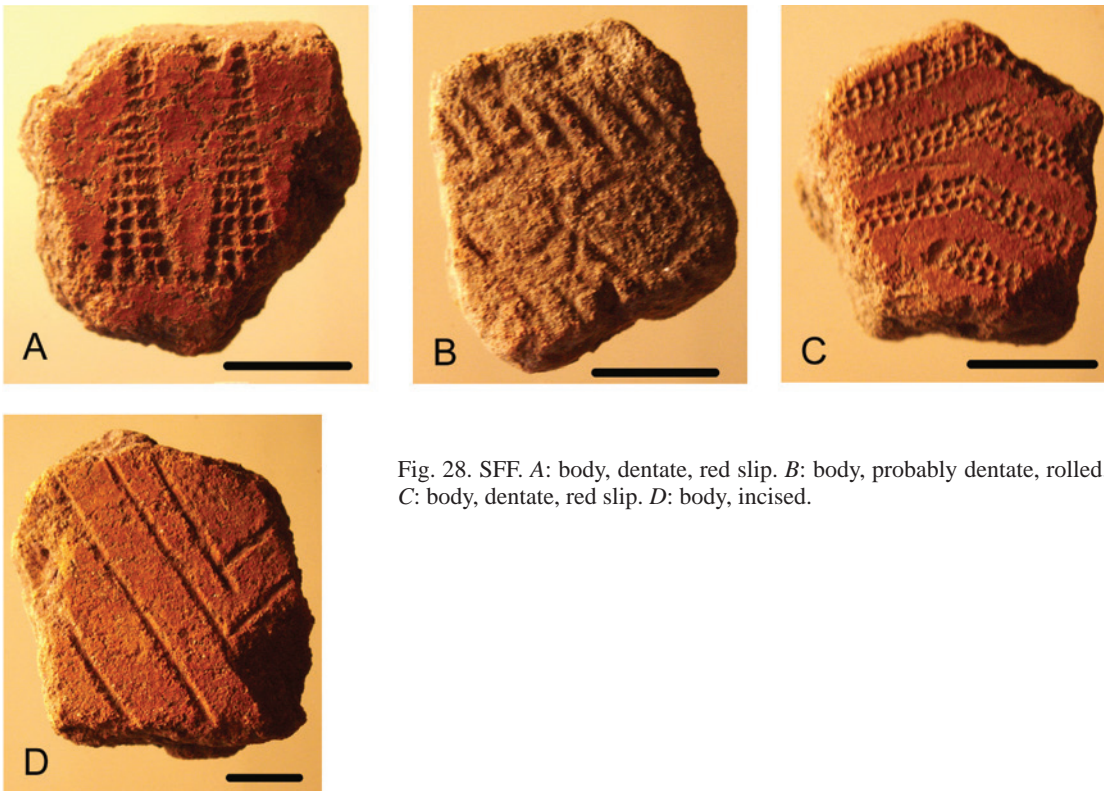 A
B
C
Fig. 28. SFF. A: body, dentate, red slip. B: body, probably dentate, rolled.
C: body, dentate, red slip. D: body, incised.
D